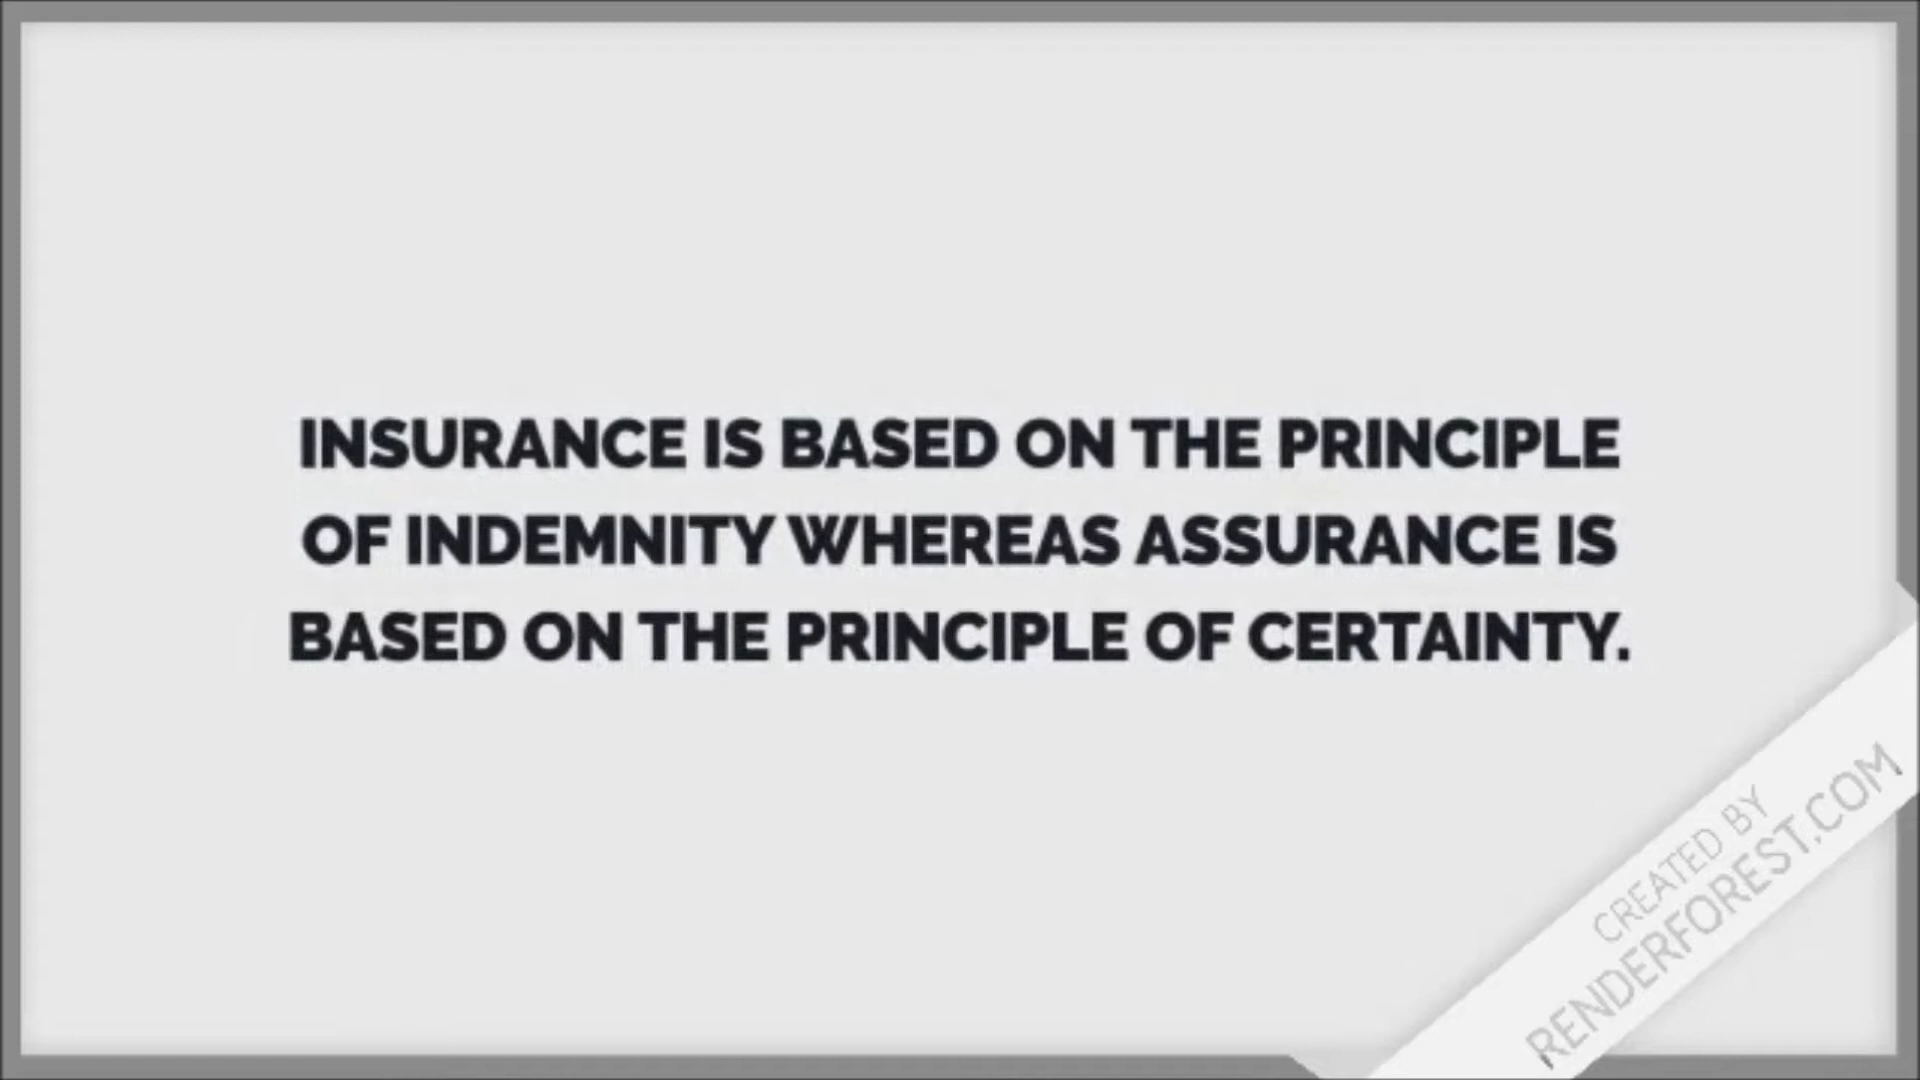 INSURANCE IS BASED ON THE PRINCIPLE
OF INDEMNITY WHEREAS ASSURANCE IS
BASED ON THE PRINCIPLE OF CERTAINTY.
CREATED BY
RENDERFOREST.COM